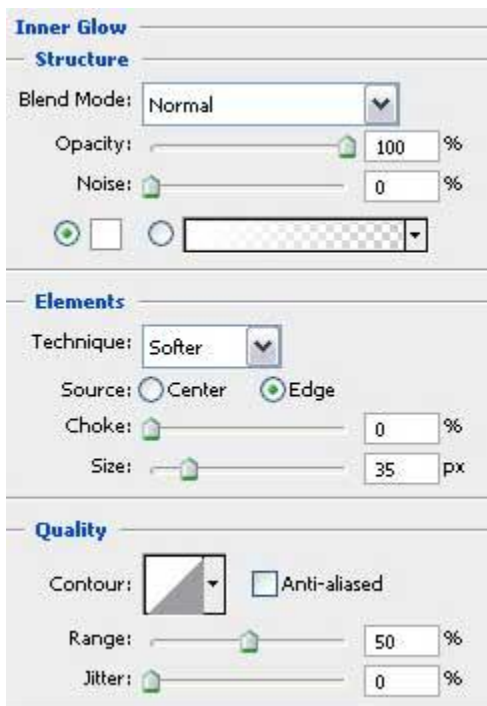 Inner Glow
Structure
Blend Mode: Normal
Opacity: 100 %
Noise: 0 %
Elements
Technique: Softer
Source: Center Edge
Choke: 0 %
Size: 35 px
Quality
Contour: Anti-aliased
Range: 50 %
Jitter: 0 %